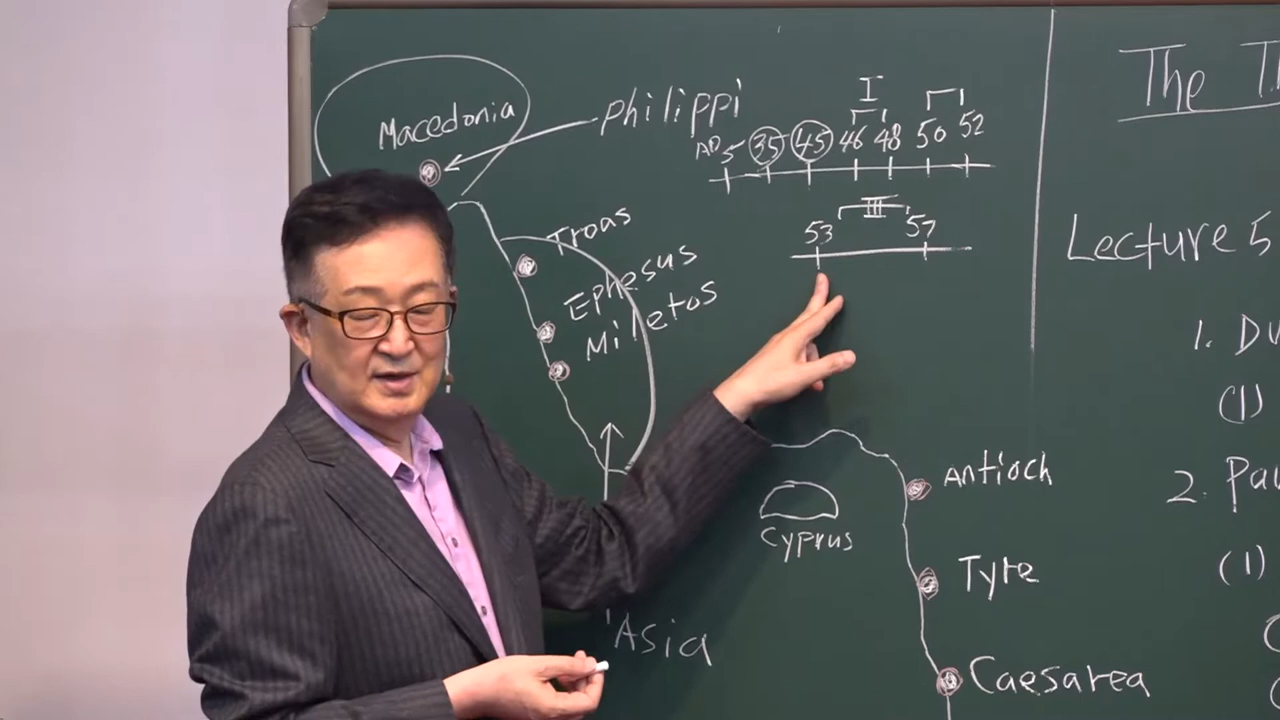 Macedonia
Philippi
I
AD 5 35 45 46 48 50 52
III
53 57
Troas
Ephesus
Miletos
Antioch
Cyprus
Tyre
Asia
Caesarea
The
Lecture 5
1.
(1)
2.
(1)